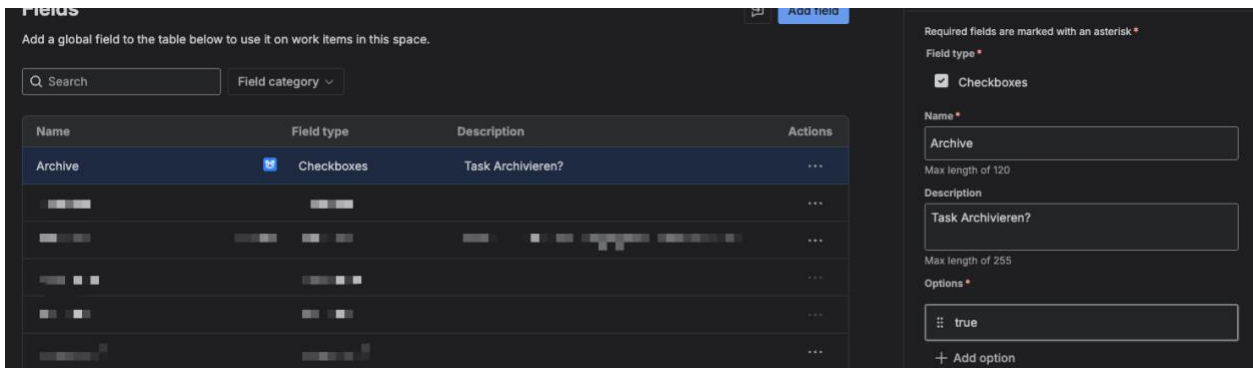 Fields
Add field
Add a global field to the table below to use it on work items in this space.
Search
Field category
Name Field type Description Actions
Archive Checkboxes Task Archivieren?
Required fields are marked with an asterisk *
Field type *
Checkboxes
Name *
Archive
Max length of 120
Description
Task Archivieren?
Max length of 255
Options *
true
+ Add option